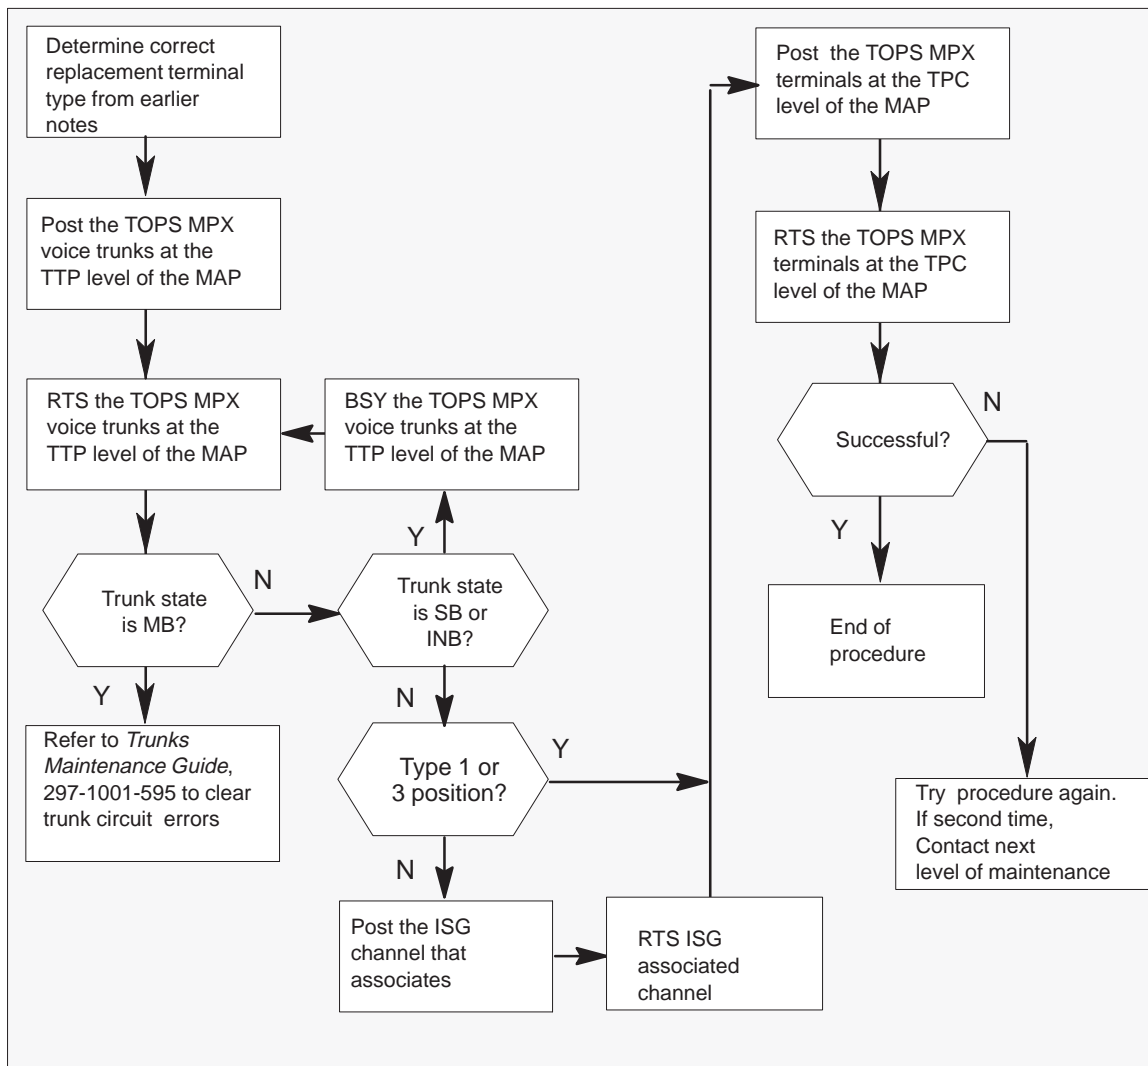 Determine correct
replacement terminal
type from earlier
notes
Post the TOPS MPX
voice trunks at the
TTP level of the MAP
RTS the TOPS MPX
voice trunks at the
TTP level of the MAP
BSY the TOPS MPX
voice trunks at the
TTP level of the MAP
Trunk state
is MB?
N
Y
Trunk state
is SB or
INB?
Y
N
Refer to Trunks
Maintenance Guide,
297-1001-595 to clear
trunk circuit errors
Type 1 or
3 position?
Y
N
Post the ISG
channel that
associates
RTS ISG
associated
channel
Post the TOPS MPX
terminals at the TPC
level of the MAP
RTS the TOPS MPX
terminals at the TPC
level of the MAP
Successful?
N
Y
End of
procedure
Try procedure again.
If second time,
Contact next
level of maintenance